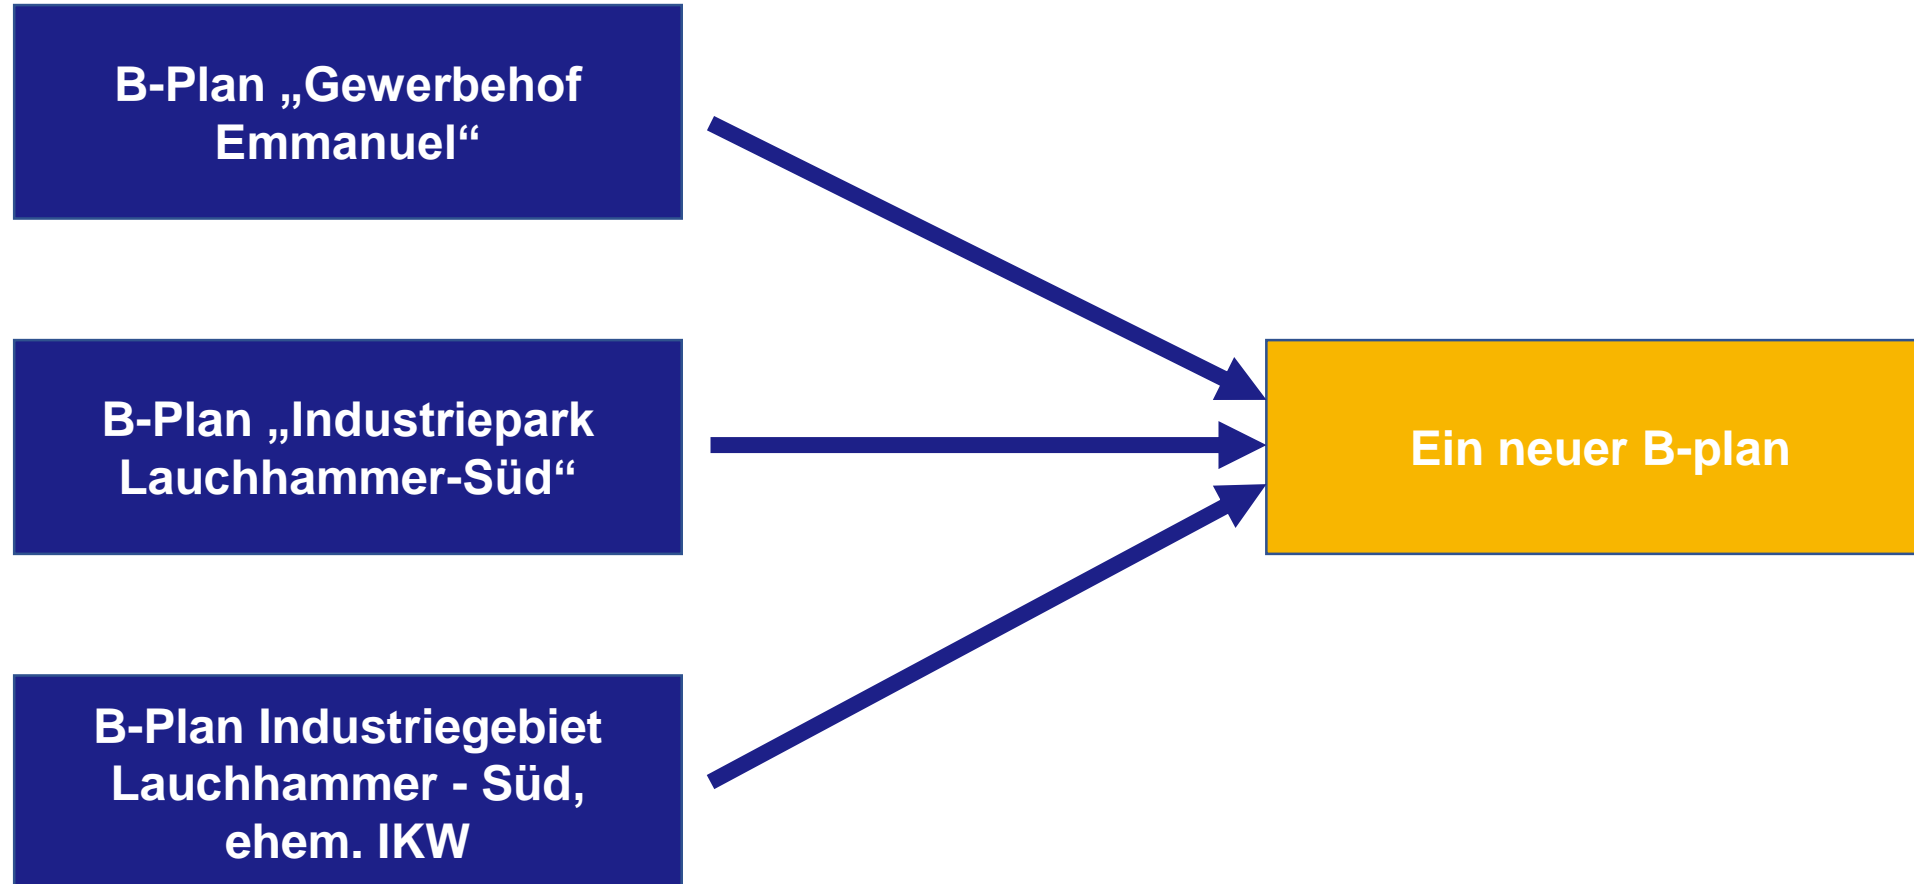 B-Plan „Gewerbehof
Emmanuel“
B-Plan „Industriepark
Lauchhammer-Süd“
B-Plan Industriegebiet
Lauchhammer - Süd,
ehem. IKW
Ein neuer B-plan